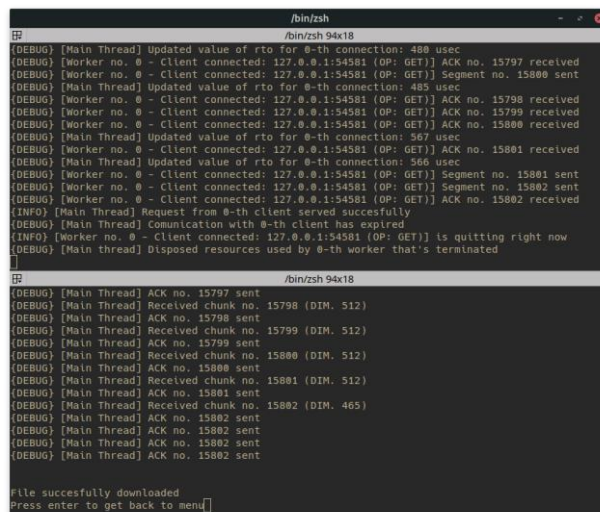 /bin/zsh
/bin/zsh 94x18
{DEBUG} [Main Thread] Updated value of rto for 0-th connection: 480 usec
{DEBUG} [Worker no. 0 - Client connected: 127.0.0.1:54581 (OP: GET)] ACK no. 15797 received
{DEBUG} [Worker no. 0 - Client connected: 127.0.0.1:54581 (OP: GET)] Segment no. 15800 sent
{DEBUG} [Main Thread] Updated value of rto for 0-th connection: 485 usec
{DEBUG} [Worker no. 0 - Client connected: 127.0.0.1:54581 (OP: GET)] ACK no. 15798 received
{DEBUG} [Worker no. 0 - Client connected: 127.0.0.1:54581 (OP: GET)] ACK no. 15799 received
{DEBUG} [Worker no. 0 - Client connected: 127.0.0.1:54581 (OP: GET)] ACK no. 15800 received
{DEBUG} [Main Thread] Updated value of rto for 0-th connection: 567 usec
{DEBUG} [Worker no. 0 - Client connected: 127.0.0.1:54581 (OP: GET)] ACK no. 15801 received
{DEBUG} [Main Thread] Updated value of rto for 0-th connection: 566 usec
{DEBUG} [Worker no. 0 - Client connected: 127.0.0.1:54581 (OP: GET)] Segment no. 15801 sent
{DEBUG} [Worker no. 0 - Client connected: 127.0.0.1:54581 (OP: GET)] Segment no. 15802 sent
{DEBUG} [Worker no. 0 - Client connected: 127.0.0.1:54581 (OP: GET)] ACK no. 15802 received
{INFO} [Main Thread] Request from 0-th client served succesfully
{DEBUG} [Main Thread] Comunication with 0-th client has expired
{INFO} [Worker no. 0 - Client connected: 127.0.0.1:54581 (OP: GET)] is quitting right now
{DEBUG} [Main Thread] Disposed resources used by 0-th worker that's terminated
/bin/zsh 94x18
{DEBUG} [Main Thread] ACK no. 15797 sent
{DEBUG} [Main Thread] Received chunk no. 15798 (DIM. 512)
{DEBUG} [Main Thread] ACK no. 15798 sent
{DEBUG} [Main Thread] Received chunk no. 15799 (DIM. 512)
{DEBUG} [Main Thread] ACK no. 15799 sent
{DEBUG} [Main Thread] Received chunk no. 15800 (DIM. 512)
{DEBUG} [Main Thread] ACK no. 15800 sent
{DEBUG} [Main Thread] Received chunk no. 15801 (DIM. 512)
{DEBUG} [Main Thread] ACK no. 15801 sent
{DEBUG} [Main Thread] Received chunk no. 15802 (DIM. 465)
{DEBUG} [Main Thread] ACK no. 15802 sent
{DEBUG} [Main Thread] ACK no. 15802 sent
{DEBUG} [Main Thread] ACK no. 15802 sent
{DEBUG} [Main Thread] ACK no. 15802 sent
File succesfully downloaded
Press enter to get back to menu